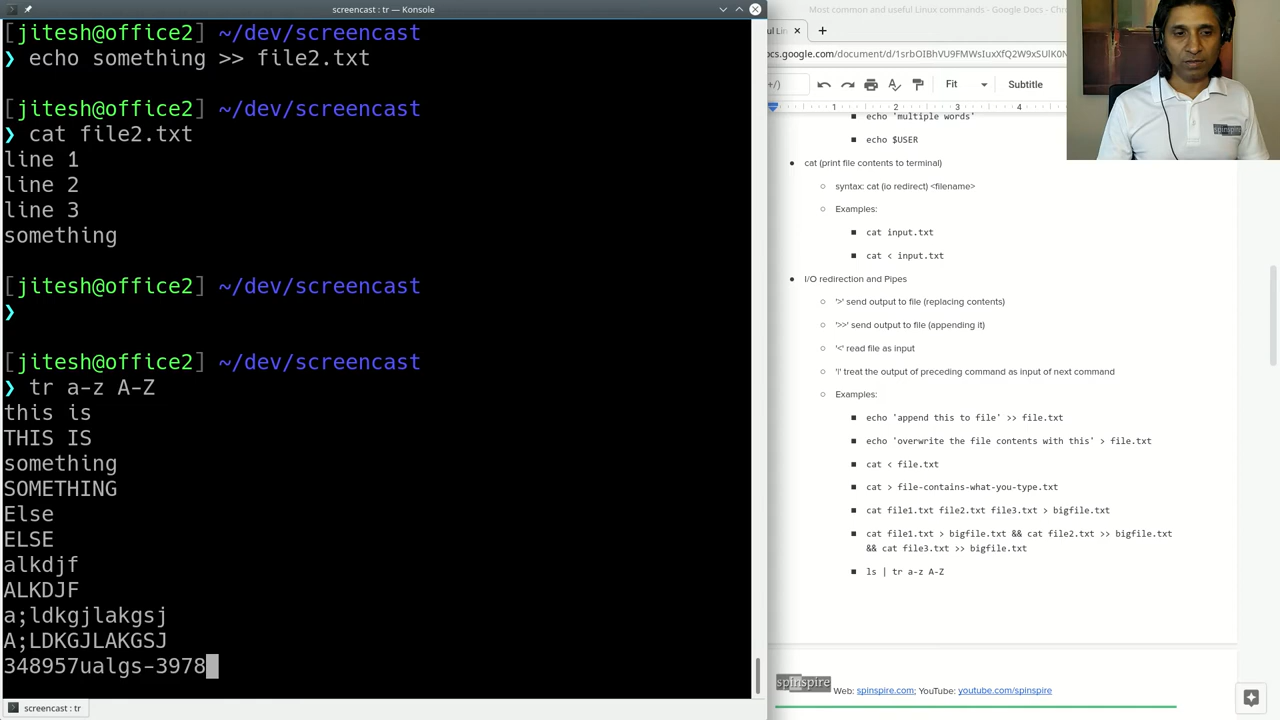 screencast : tr — Konsole
[jitesh@office2] ~/dev/screencast
❯ echo something >> file2.txt
[jitesh@office2] ~/dev/screencast
❯ cat file2.txt
line 1
line 2
line 3
something
[jitesh@office2] ~/dev/screencast
❯
[jitesh@office2] ~/dev/screencast
❯ tr a-z A-Z
this is
THIS IS
something
SOMETHING
Else
ELSE
alkdjf
ALKDJF
a;ldkgjlakgsj
A;LDKGJLAKGSJ
348957ualgs-3978
screencast : tr
Most common and useful Linux commands - Google Docs - Chr
ul Lin
+/)
Fit
Subtitle
1 2 3 4
■ echo 'multiple words'
■ echo $USER
● cat (print file contents to terminal)
○ syntax: cat (io redirect) <filename>
○ Examples:
■ cat input.txt
■ cat < input.txt
● I/O redirection and Pipes
○ '>' send output to file (replacing contents)
○ '>>' send output to file (appending it)
○ '<' read file as input
○ '|' treat the output of preceding command as input of next command
○ Examples:
■ echo 'append this to file' >> file.txt
■ echo 'overwrite the file contents with this' > file.txt
■ cat < file.txt
■ cat > file-contains-what-you-type.txt
■ cat file1.txt file2.txt file3.txt > bigfile.txt
■ cat file1.txt > bigfile.txt && cat file2.txt >> bigfile.txt
&& cat file3.txt >> bigfile.txt
■ ls | tr a-z A-Z
spinspire Web: spinspire.com; YouTube: youtube.com/spinspire
spinspire